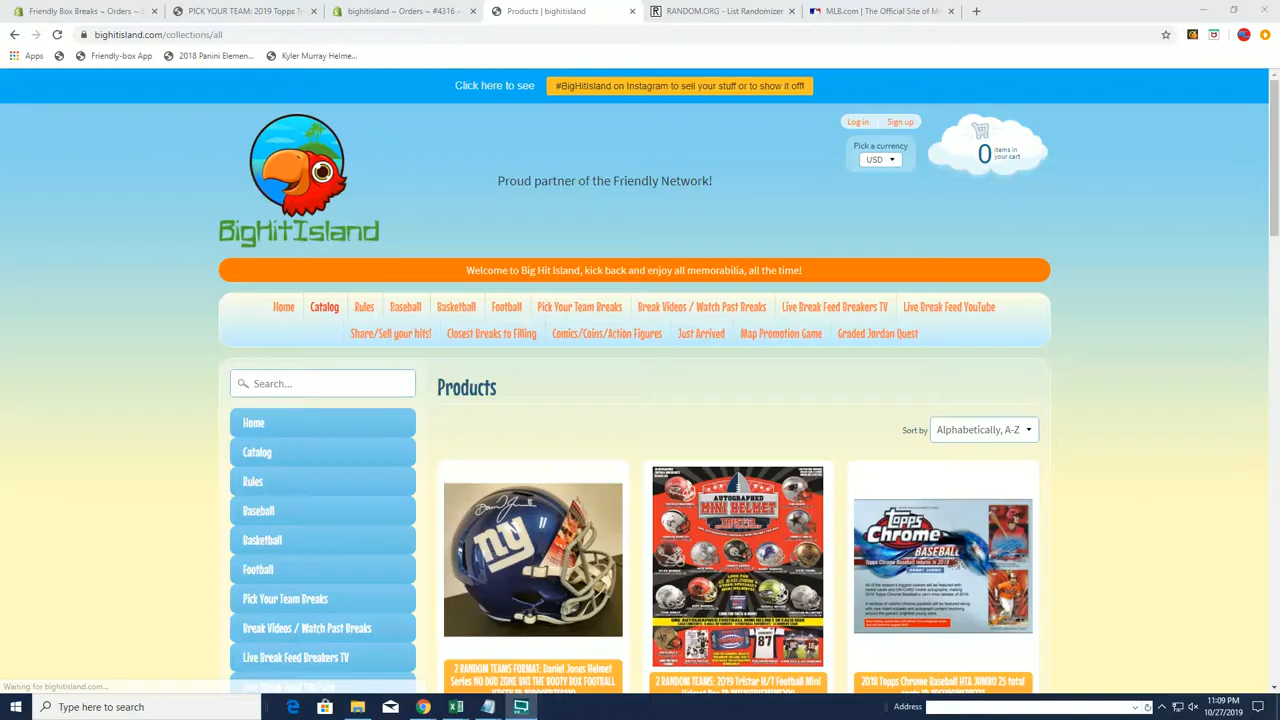 bighitisland ~ Orders ~
PICK YOUR TEAM: 2019 Topps T
bighitisland ~ Orders ~ #4316
Products | bighitisland
RANDOM.ORG - List Randomizer
MLB.com | The Official Site of M
bighitisland.com/collections/all
Apps
Friendly-box App
2018 Panini Elemen...
Kyler Murray Helme...
Click here to see
#BigHitIsland on Instagram to sell your stuff or to show it off!
Log in
Sign up
Pick a currency
USD
0 items in your cart
BigHitIsland
Proud partner of the Friendly Network!
Welcome to Big Hit Island, kick back and enjoy all memorabilia, all the time!
Home Catalog Rules Baseball Basketball Football Pick Your Team Breaks Break Videos / Watch Past Breaks Live Break Feed Breakers TV Live Break Feed YouTube
Share/Sell your hits! Closest Breaks to Filling Comics/Coins/Action Figures Just Arrived Map Promotion Game Graded Jordan Quest
Search...
Products
Sort by Alphabetically, A-Z
Home
Catalog
Rules
Baseball
Basketball
Football
Pick Your Team Breaks
Break Videos / Watch Past Breaks
Live Break Feed Breakers TV
ny
AUTOGRAPHED
MINI HELMET
Topps
Chrome
BASEBALL
2 RANDOM TEAMS FORMAT: Daniel Jones Helmet
Series NO DUD ZONE BHI THE BOOTY BOX FOOTBALL
2 RANDOM TEAMS: 2019 Tristar H/T Football Mini
2018 Topps Chrome Baseball HTA JUMBO 25 total
Waiting for bighitisland.com...
Type here to search
Address
11:09 PM
10/27/2019